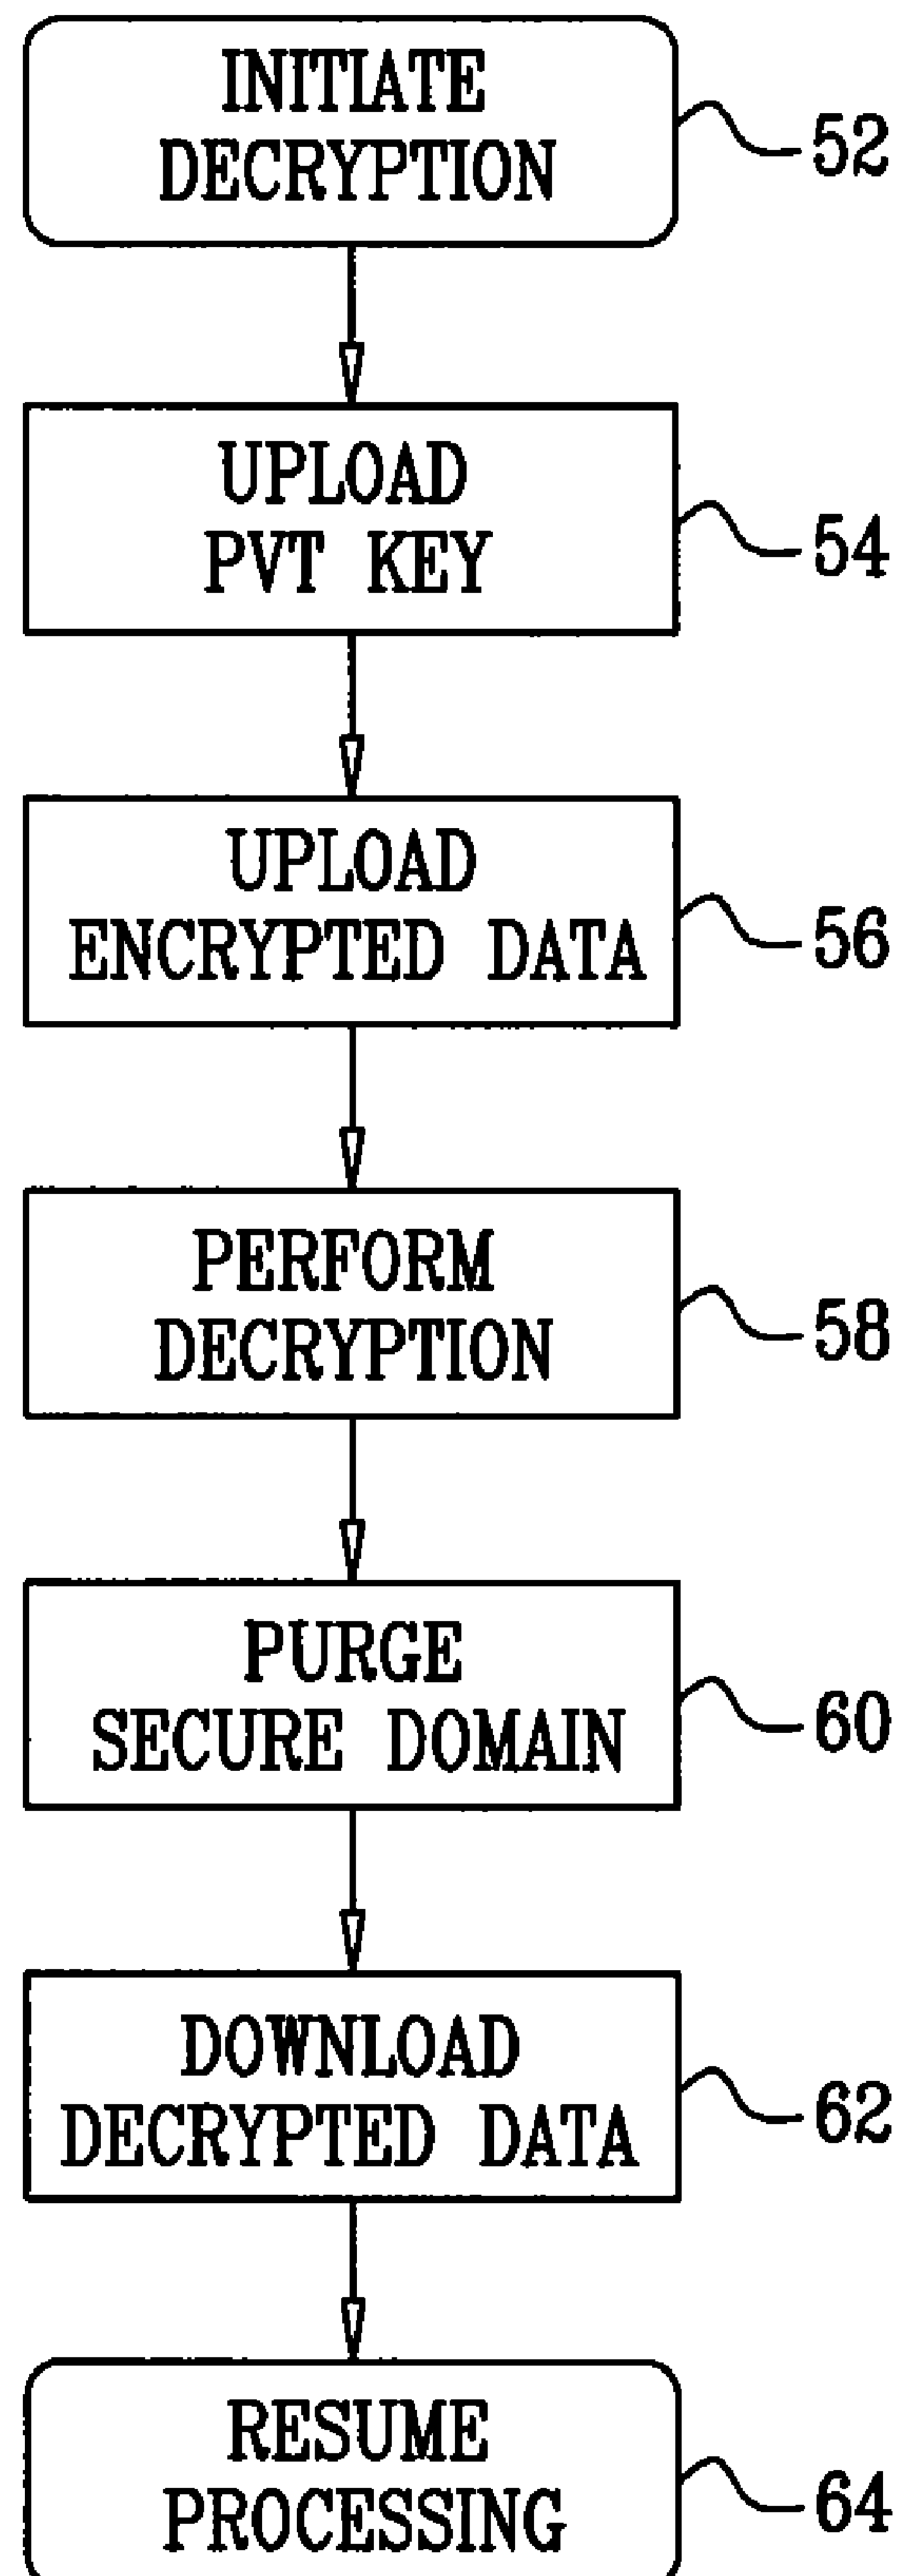 INITIATE
DECRYPTION
52
UPLOAD
PVT KEY
54
UPLOAD
ENCRYPTED DATA
56
PERFORM
DECRYPTION
58
PURGE
SECURE DOMAIN
60
DOWNLOAD
DECRYPTED DATA
62
RESUME
PROCESSING
64